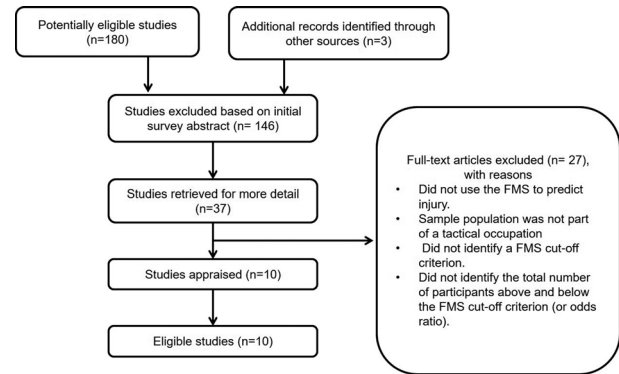 Potentially eligible studies
(n=180)
Additional records identified through
other sources (n=3)
Studies excluded based on initial
survey abstract (n= 146)
Studies retrieved for more detail
(n=37)
Studies appraised (n=10)
Eligible studies (n=10)
Full-text articles excluded (n= 27),
with reasons
• Did not use the FMS to predict
injury.
• Sample population was not part
of a tactical occupation
• Did not identify a FMS cut-off
criterion.
• Did not identify the total number
of participants above and below
the FMS cut-off criterion (or odds
ratio).